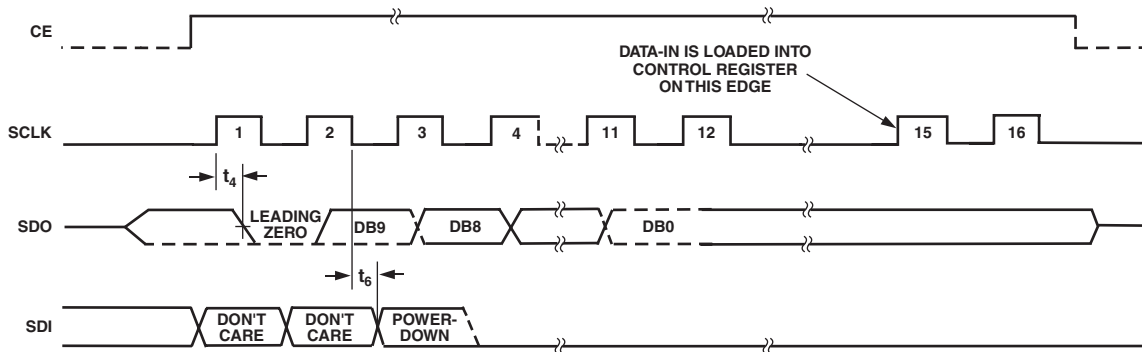 CE
DATA-IN IS LOADED INTO
CONTROL REGISTER
ON THIS EDGE
SCLK
1
2
3
4
11
12
15
16
t4
SDO
LEADING
ZERO
DB9
DB8
DB0
t6
SDI
DON'T
CARE
DON'T
CARE
POWER-
DOWN